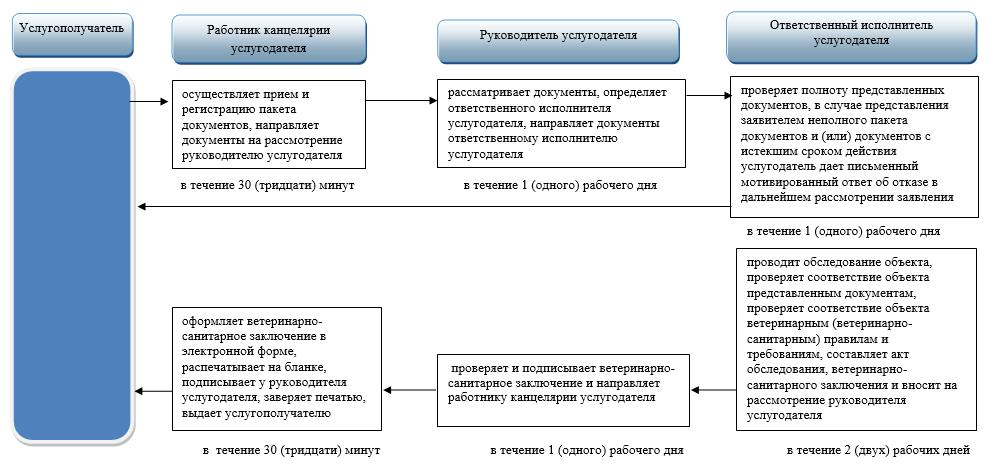 Услугополучатель
Работник канцелярии
услугодателя
Руководитель услугодателя
Ответственный исполнитель
услугодателя
осуществляет прием и
регистрацию пакета
документов, направляет
документы на рассмотрение
руководителю услугодателя
в течение 30 (тридцати) минут
рассматривает документы, определяет
ответственного исполнителя
услугодателя, направляет документы
ответственному исполнителю
услугодателя
в течение 1 (одного) рабочего дня
проверяет полноту представленных
документов, в случае представления
заявителем неполного пакета
документов и (или) документов с
истекшим сроком действия
услугодатель дает письменный
мотивированный ответ об отказе в
дальнейшем рассмотрении заявления
в течение 1 (одного) рабочего дня
проводит обследование объекта,
проверяет соответствие объекта
представленным документам,
проверяет соответствие объекта
ветеринарным (ветеринарно-
санитарным) правилам и
требованиям, составляет акт
обследования, ветеринарно-
санитарного заключения и вносит на
рассмотрение руководителя
услугодателя
в течение 2 (двух) рабочих дней
проверяет и подписывает ветеринарно-
санитарное заключение и направляет
работнику канцелярии услугодателя
в течение 1 (одного) рабочего дня
оформляет ветеринарно-
санитарное заключение в
электронной форме,
распечатывает на бланке,
подписывает у руководителя
услугодателя, заверяет печатью,
выдает услугополучателю
в  течение 30 (тридцати) минут